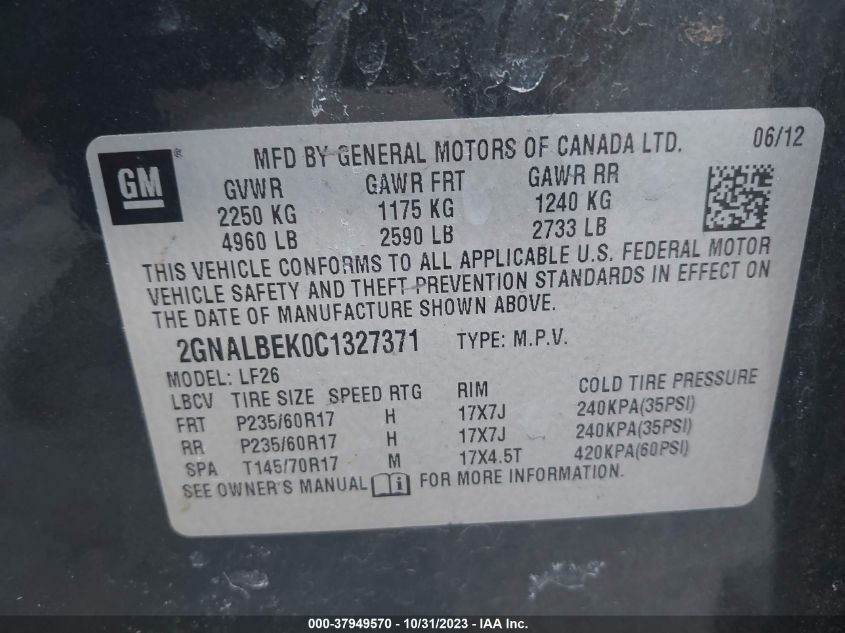 GM ®
MFD BY GENERAL MOTORS OF CANADA LTD. 06/12
GVWR GAWR FRT GAWR RR
2250 KG 1175 KG 1240 KG
4960 LB 2590 LB 2733 LB
THIS VEHICLE CONFORMS TO ALL APPLICABLE U.S. FEDERAL MOTOR
VEHICLE SAFETY AND THEFT PREVENTION STANDARDS IN EFFECT ON
THE DATE OF MANUFACTURE SHOWN ABOVE.
2GNALBEK0C1327371 TYPE: M.P.V.
MODEL: LF26
LBCV TIRE SIZE SPEED RTG RIM COLD TIRE PRESSURE
FRT P235/60R17 H 17X7J 240KPA(35PSI)
RR P235/60R17 H 17X7J 240KPA(35PSI)
SPA T145/70R17 M 17X4.5T 420KPA(60PSI)
SEE OWNER'S MANUAL i FOR MORE INFORMATION.
000-37949570 - 10/31/2023 - IAA Inc.